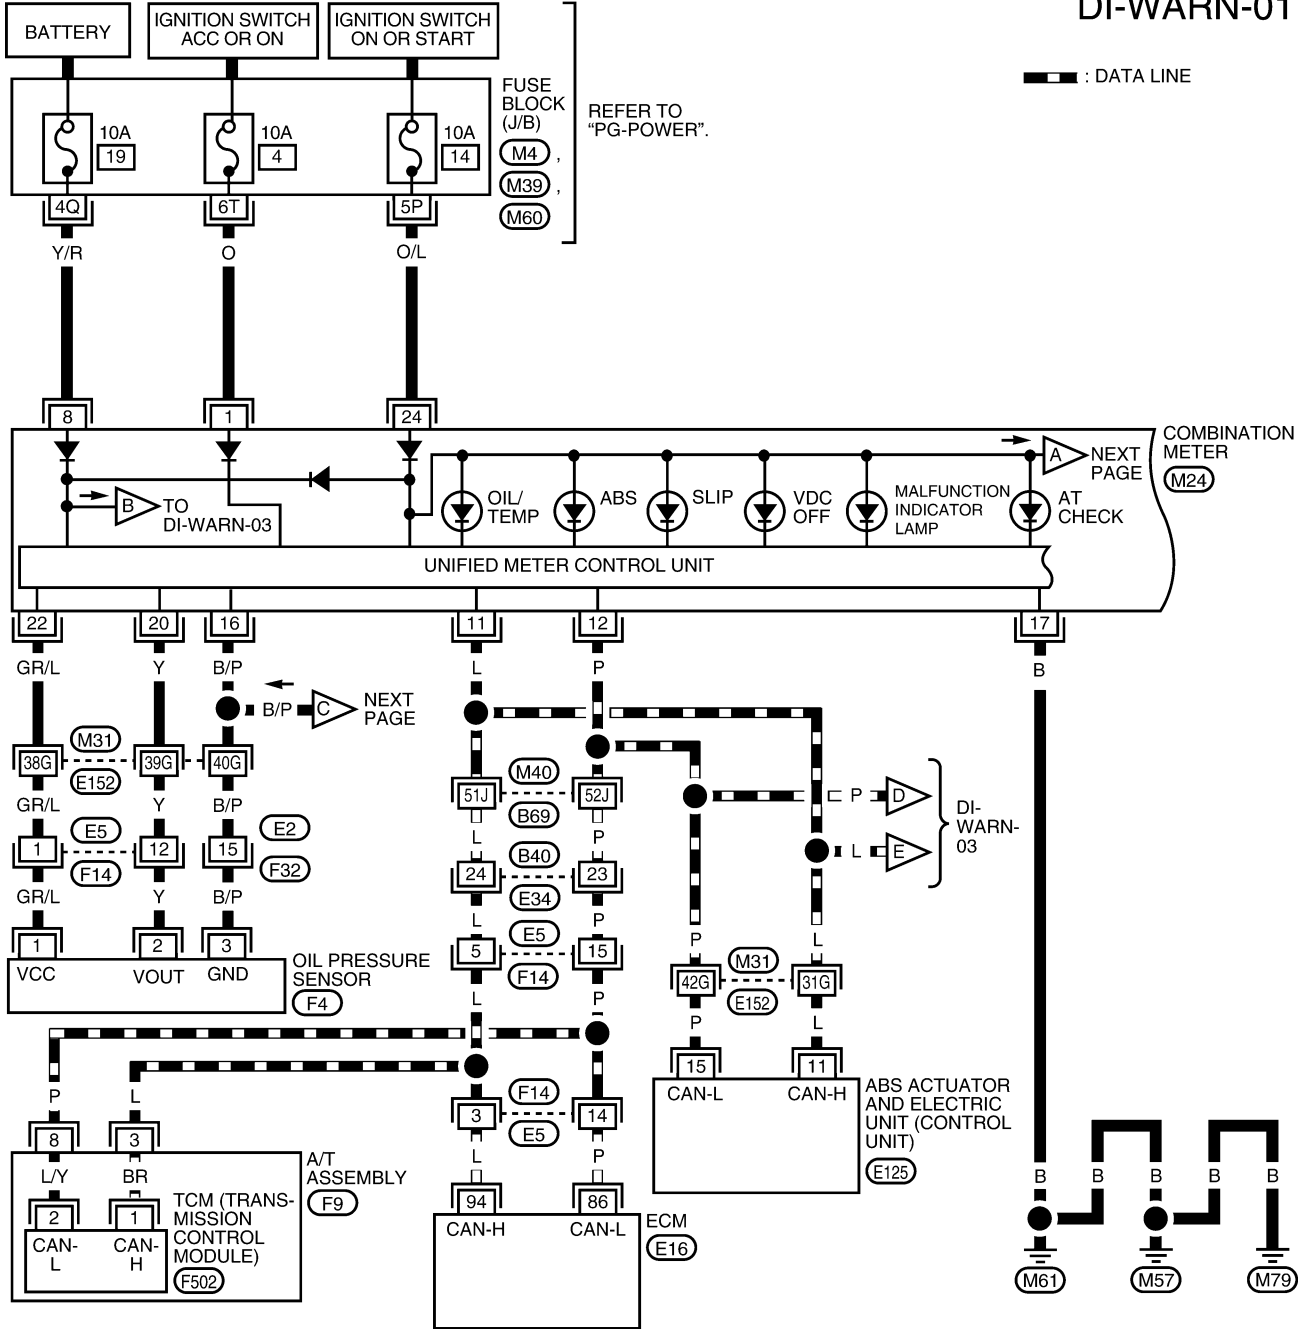 DI-WARN-01
BATTERY
IGNITION SWITCH
ACC OR ON
IGNITION SWITCH
ON OR START
: DATA LINE
FUSE
BLOCK
(J/B)
M4 ,
M39 ,
M60
REFER TO
“PG-POWER”.
10A
19
10A
4
10A
14
4Q
6T
5P
Y/R
O
O/L
8
1
24
COMBINATION
METER
M24
A
NEXT
PAGE
B
TO
DI-WARN-03
OIL/
TEMP
ABS
SLIP
VDC
OFF
MALFUNCTION
INDICATOR
LAMP
AT
CHECK
UNIFIED METER CONTROL UNIT
22
20
16
11
12
17
GR/L
Y
B/P
L
P
B
B/P
C
NEXT
PAGE
M31
38G
39G
40G
E152
GR/L
Y
B/P
E5
1
12
15
F14
E2
F32
GR/L
Y
B/P
1
2
3
VCC
VOUT
GND
OIL PRESSURE
SENSOR
F4
M40
51J
52J
B69
L
P
B40
24
23
E34
L
P
E5
5
15
F14
L
P
P
D
L
E
DI-
WARN-
03
P
L
M31
42G
31G
E152
P
L
15
11
CAN-L
CAN-H
ABS ACTUATOR
AND ELECTRIC
UNIT (CONTROL
UNIT)
E125
P
L
8
3
L/Y
BR
2
1
CAN-
L
CAN-
H
A/T
ASSEMBLY
F9
TCM (TRANS-
MISSION
CONTROL
MODULE)
F502
F14
3
14
E5
L
P
94
86
CAN-H
CAN-L
ECM
E16
B
B
B
B
B
M61
M57
M79